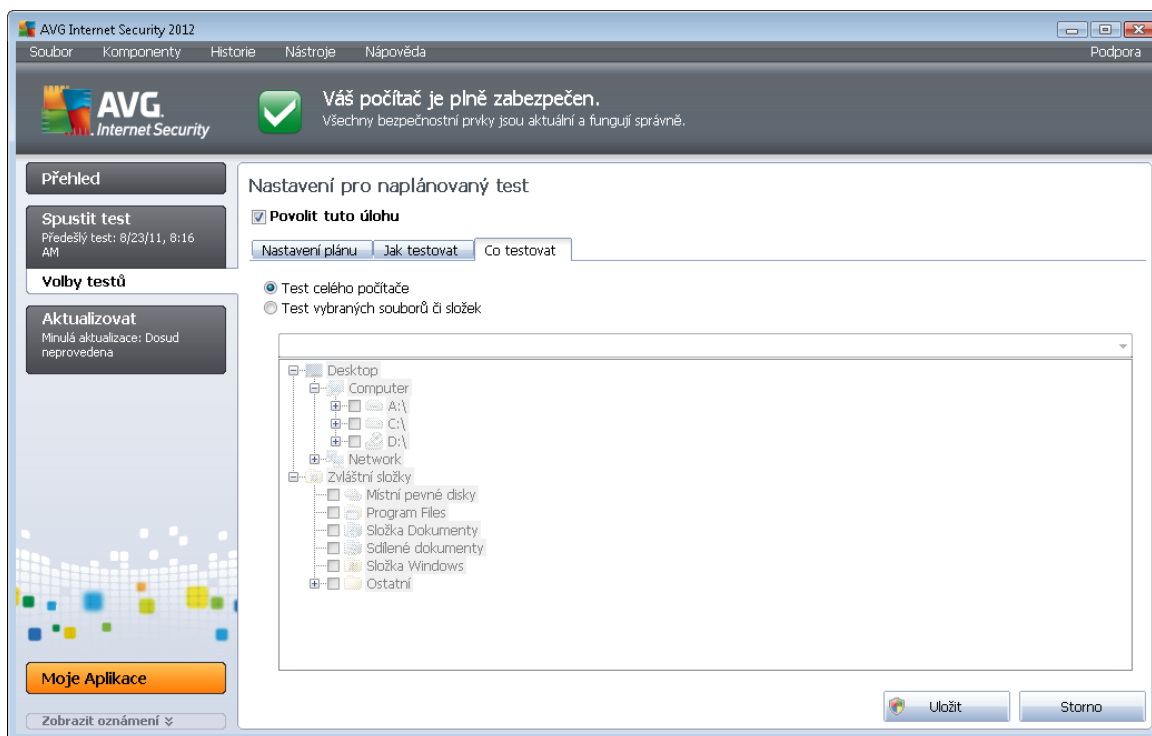 AVG Internet Security 2012
Soubor Komponenty Historie Nástroje Nápověda Podpora
AVG.
Internet Security
Váš počítač je plně zabezpečen.
Všechny bezpečnostní prvky jsou aktuální a fungují správně.
Přehled
Spustit test
Předešlý test: 8/23/11, 8:16
AM
Volby testů
Aktualizovat
Minulá aktualizace: Dosud
neprovedena
Moje Aplikace
Zobrazit oznámení
Nastavení pro naplánovaný test
Povolit tuto úlohu
Nastavení plánu Jak testovat Co testovat
Test celého počítače
Test vybraných souborů či složek
Desktop
Computer
A:\
C:\
D:\
Network
Zvláštní složky
Místní pevné disky
Program Files
Složka Dokumenty
Sdílené dokumenty
Složka Windows
Ostatní
Uložit Storno